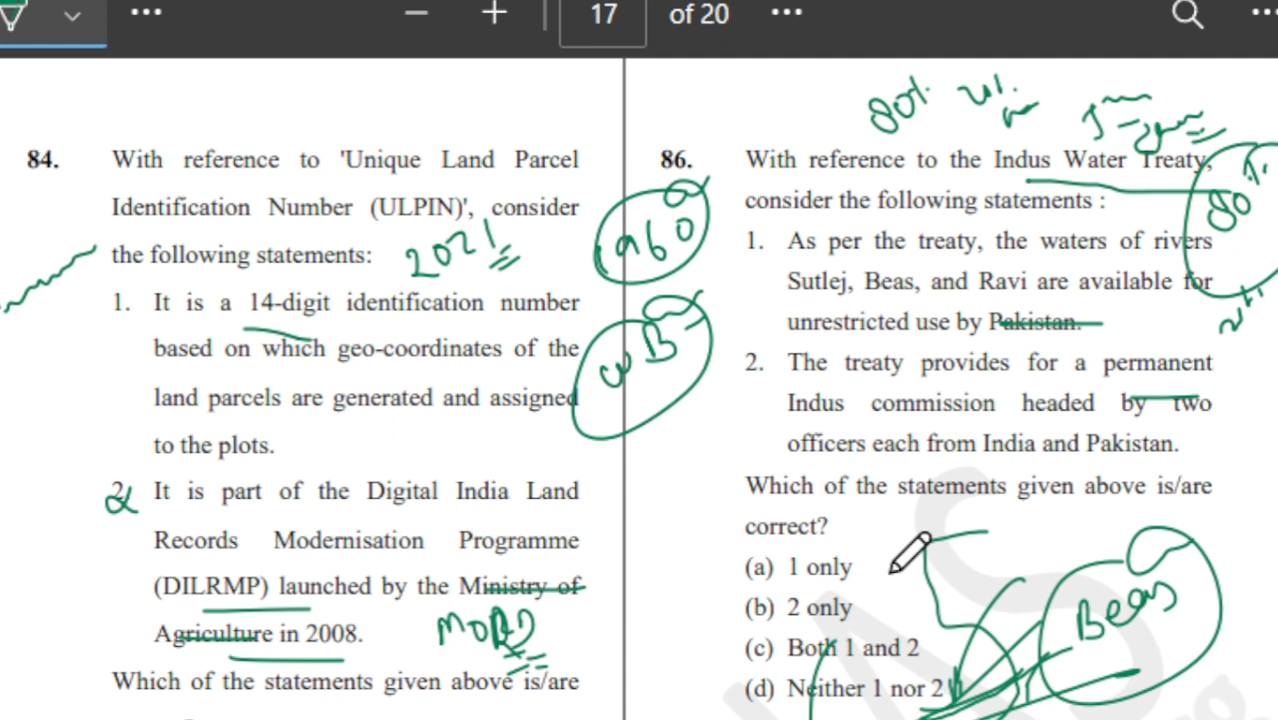 17 of 20
84. With reference to 'Unique Land Parcel
Identification Number (ULPIN)', consider
the following statements:
2021
1. It is a 14-digit identification number
based on which geo-coordinates of the
land parcels are generated and assigned
to the plots.
2. It is part of the Digital India Land
Records Modernisation Programme
(DILRMP) launched by the Ministry of
Agriculture in 2008.
MORD
Which of the statements given above is/are
80%
86. With reference to the Indus Water Treaty,
consider the following statements :
80%
1. As per the treaty, the waters of rivers
Sutlej, Beas, and Ravi are available for
unrestricted use by Pakistan.
2. The treaty provides for a permanent
Indus commission headed by two
officers each from India and Pakistan.
Which of the statements given above is/are
correct?
(a) 1 only
(b) 2 only
(c) Both 1 and 2
(d) Neither 1 nor 2
Beas